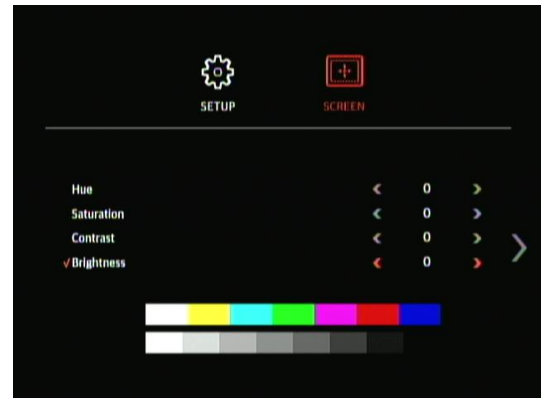 SETUP SCREEN
Hue < 0 >
Saturation < 0 >
Contrast < 0 >
√ Brightness < 0 >